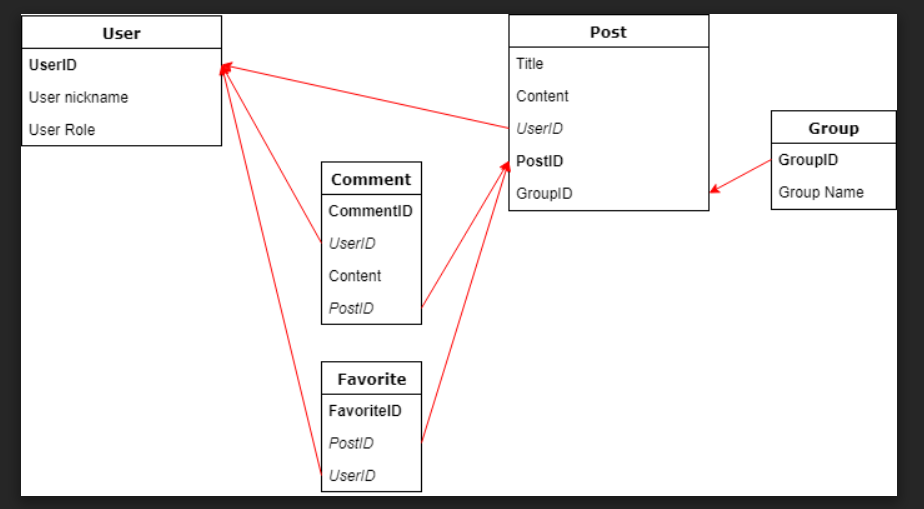 User
UserID
User nickname
User Role
Post
Title
Content
UserID
PostID
GroupID
Group
GroupID
Group Name
Comment
CommentID
UserID
Content
PostID
Favorite
FavoriteID
PostID
UserID